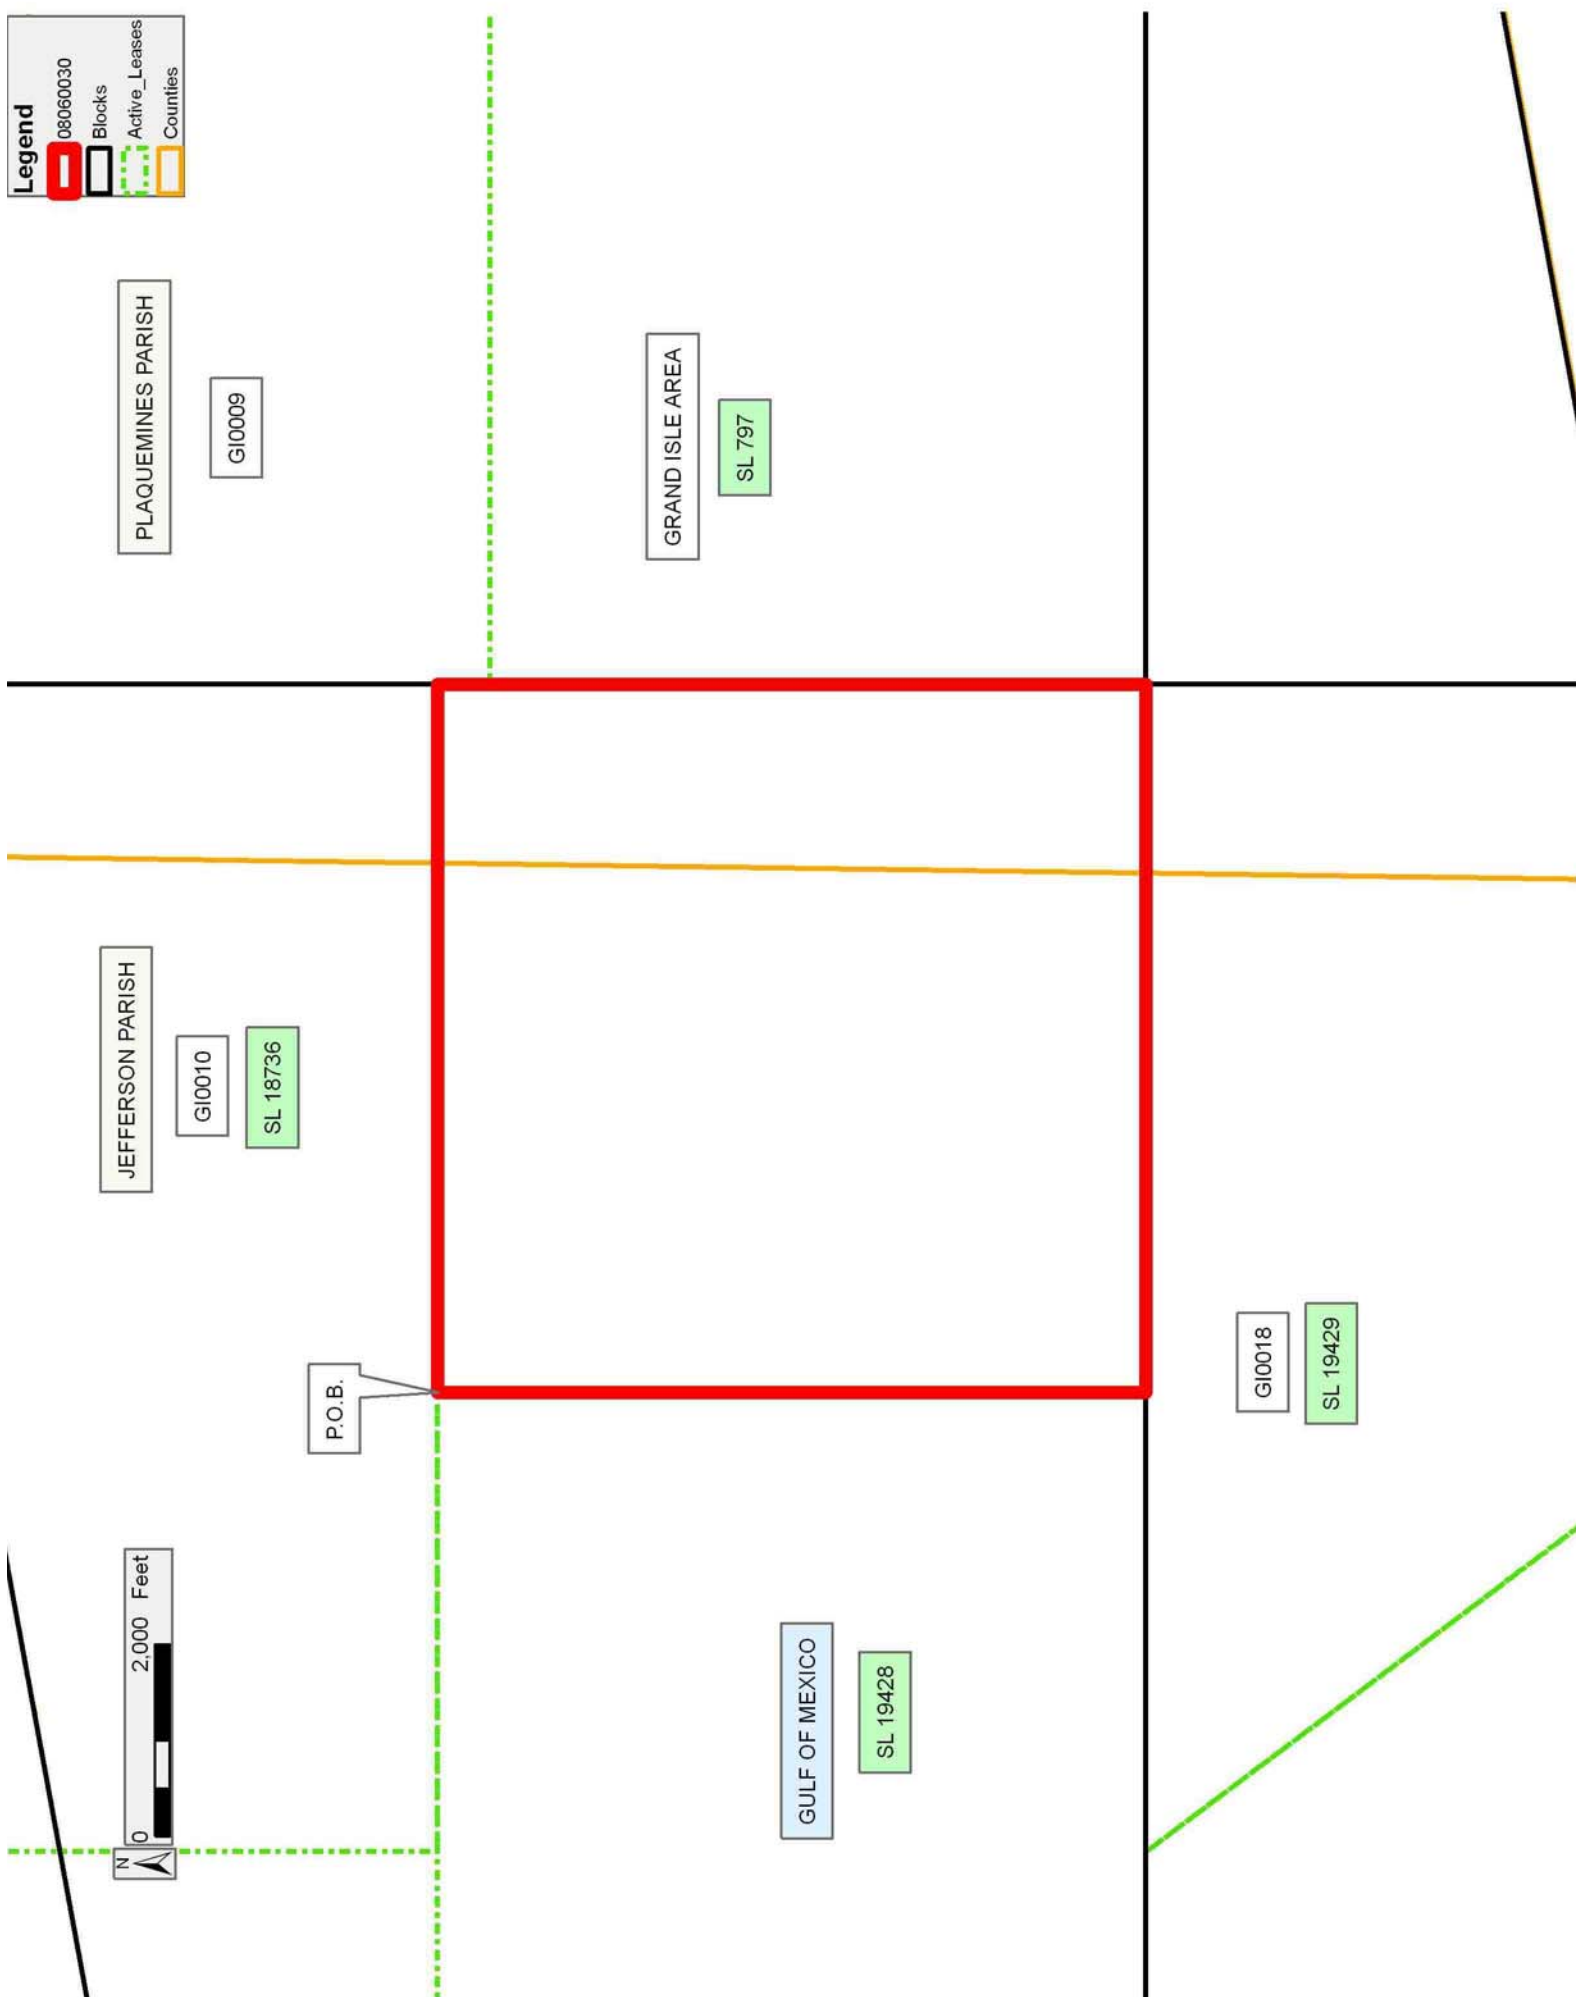 Legend
08060030
Blocks
Active_Leases
Counties
N
0 2,000 Feet
JEFFERSON PARISH
GI0010
SL 18736
PLAQUEMINES PARISH
GI0009
P.O.B.
GRAND ISLE AREA
SL 797
GULF OF MEXICO
SL 19428
GI0018
SL 19429